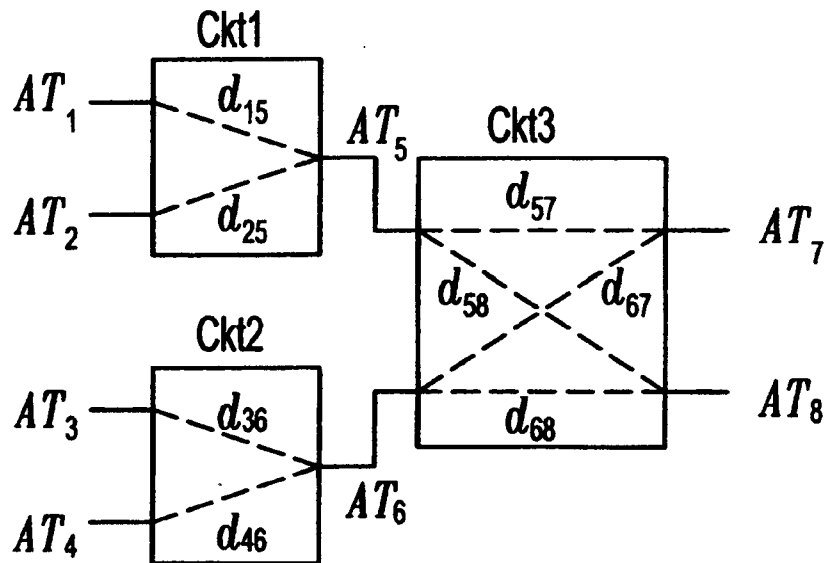 Ckt1
AT₁
d₁₅
AT₅
Ckt3
AT₂
d₂₅
d₅₇
AT₇
d₅₈
d₆₇
Ckt2
AT₃
d₃₆
AT₈
d₆₈
AT₆
AT₄
d₄₆